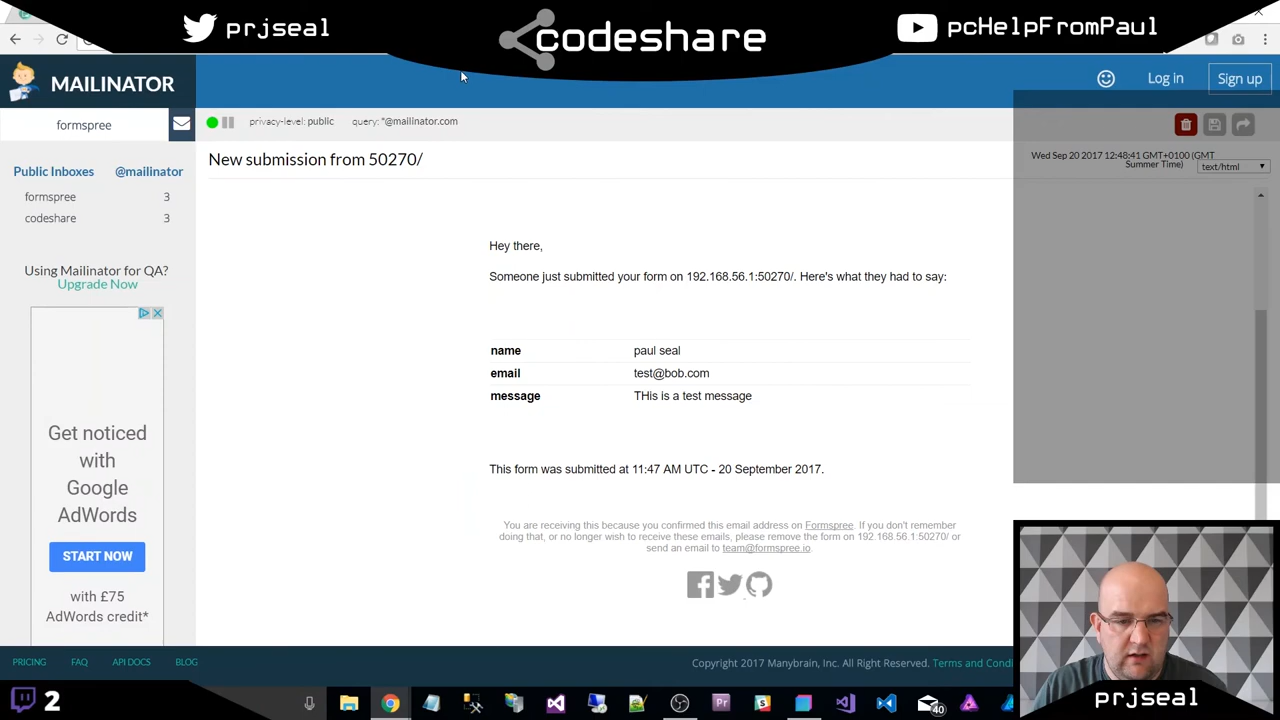 prjseal
codeshare
pcHelpFromPaul
MAILINATOR
Log in
Sign up
formspree
privacy-level: public
query: *@mailinator.com
Public Inboxes @mailinator
formspree 3
codeshare 3
New submission from 50270/
Wed Sep 20 2017 12:48:41 GMT+0100 (GMT
Summer Time)
text/html
Hey there,
Someone just submitted your form on 192.168.56.1:50270/. Here's what they had to say:
name paul seal
email test@bob.com
message THis is a test message
This form was submitted at 11:47 AM UTC - 20 September 2017.
You are receiving this because you confirmed this email address on Formspree. If you don't remember
doing that, or no longer wish to receive these emails, please remove the form on 192.168.56.1:50270/ or
send an email to team@formspree.io.
Using Mailinator for QA?
Upgrade Now
Get noticed
with
Google
AdWords
START NOW
with £75
AdWords credit*
PRICING FAQ API DOCS BLOG
Copyright 2017 Manybrain, Inc. All Right Reserved. Terms and Condi
2
Pr
40
prjseal